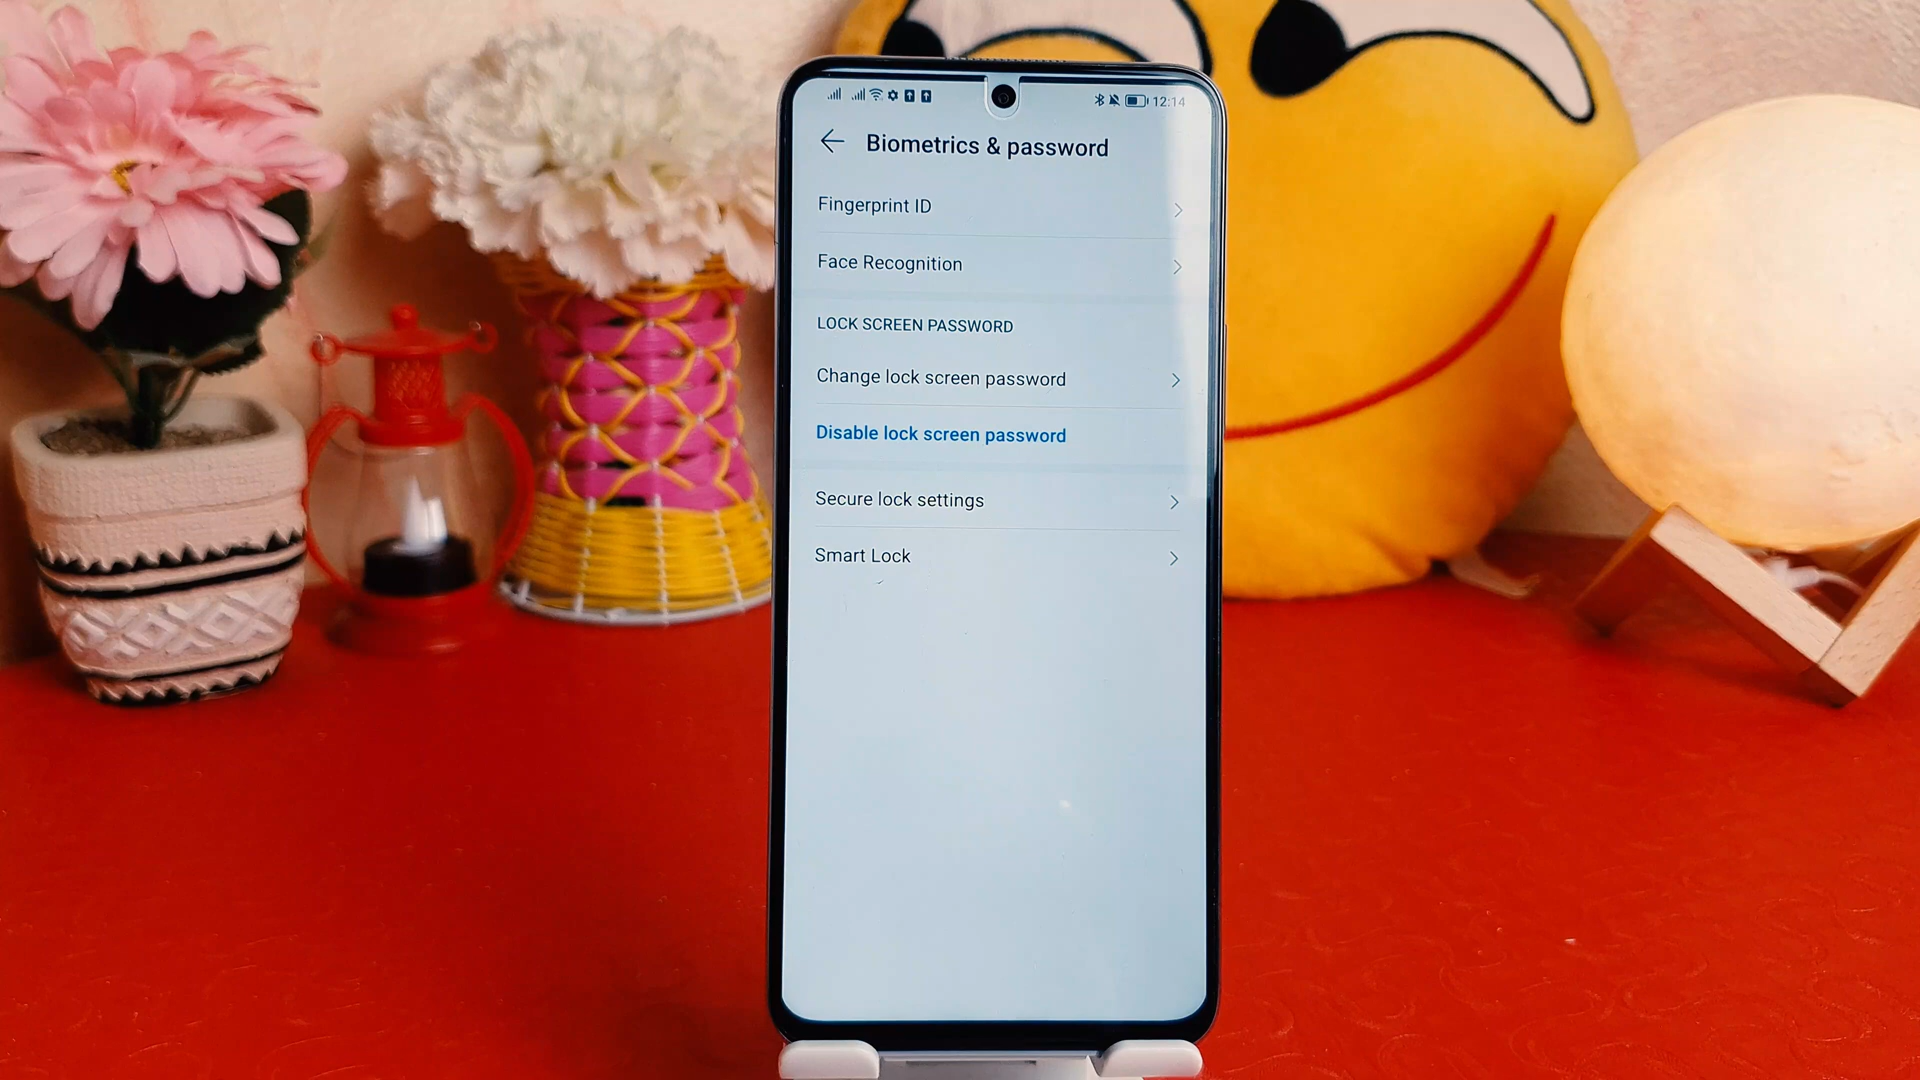 12:14
Biometrics & password
Fingerprint ID
Face Recognition
LOCK SCREEN PASSWORD
Change lock screen password
Disable lock screen password
Secure lock settings
Smart Lock